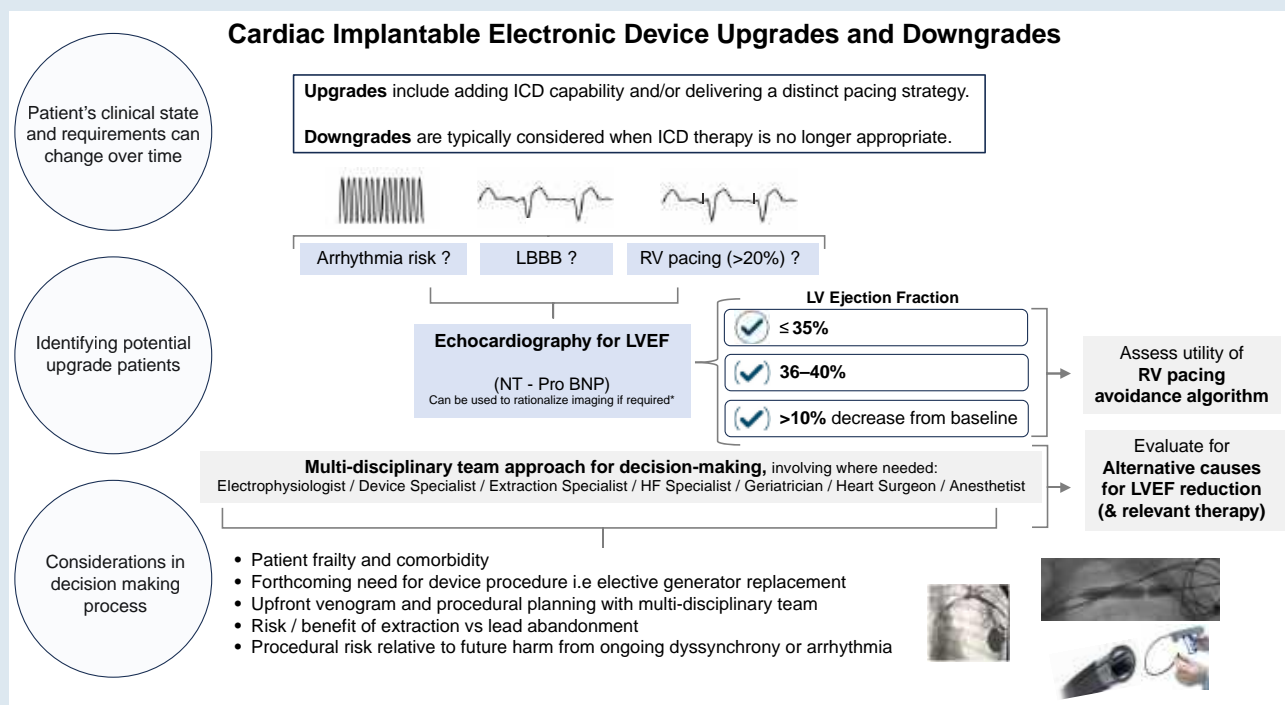 Cardiac Implantable Electronic Device Upgrades and Downgrades
Patient's clinical state
and requirements can
change over time
Upgrades include adding ICD capability and/or delivering a distinct pacing strategy.
Downgrades are typically considered when ICD therapy is no longer appropriate.
Arrhythmia risk ?
LBBB ?
RV pacing (>20%) ?
Identifying potential
upgrade patients
Echocardiography for LVEF
(NT - Pro BNP)
Can be used to rationalize imaging if required*
LV Ejection Fraction
≤ 35%
36–40%
>10% decrease from baseline
Assess utility of
RV pacing
avoidance algorithm
Multi-disciplinary team approach for decision-making, involving where needed:
Electrophysiologist / Device Specialist / Extraction Specialist / HF Specialist / Geriatrician / Heart Surgeon / Anesthetist
Evaluate for
Alternative causes
for LVEF reduction
(& relevant therapy)
Considerations in
decision making
process
• Patient frailty and comorbidity
• Forthcoming need for device procedure i.e elective generator replacement
• Upfront venogram and procedural planning with multi-disciplinary team
• Risk / benefit of extraction vs lead abandonment
• Procedural risk relative to future harm from ongoing dyssynchrony or arrhythmia